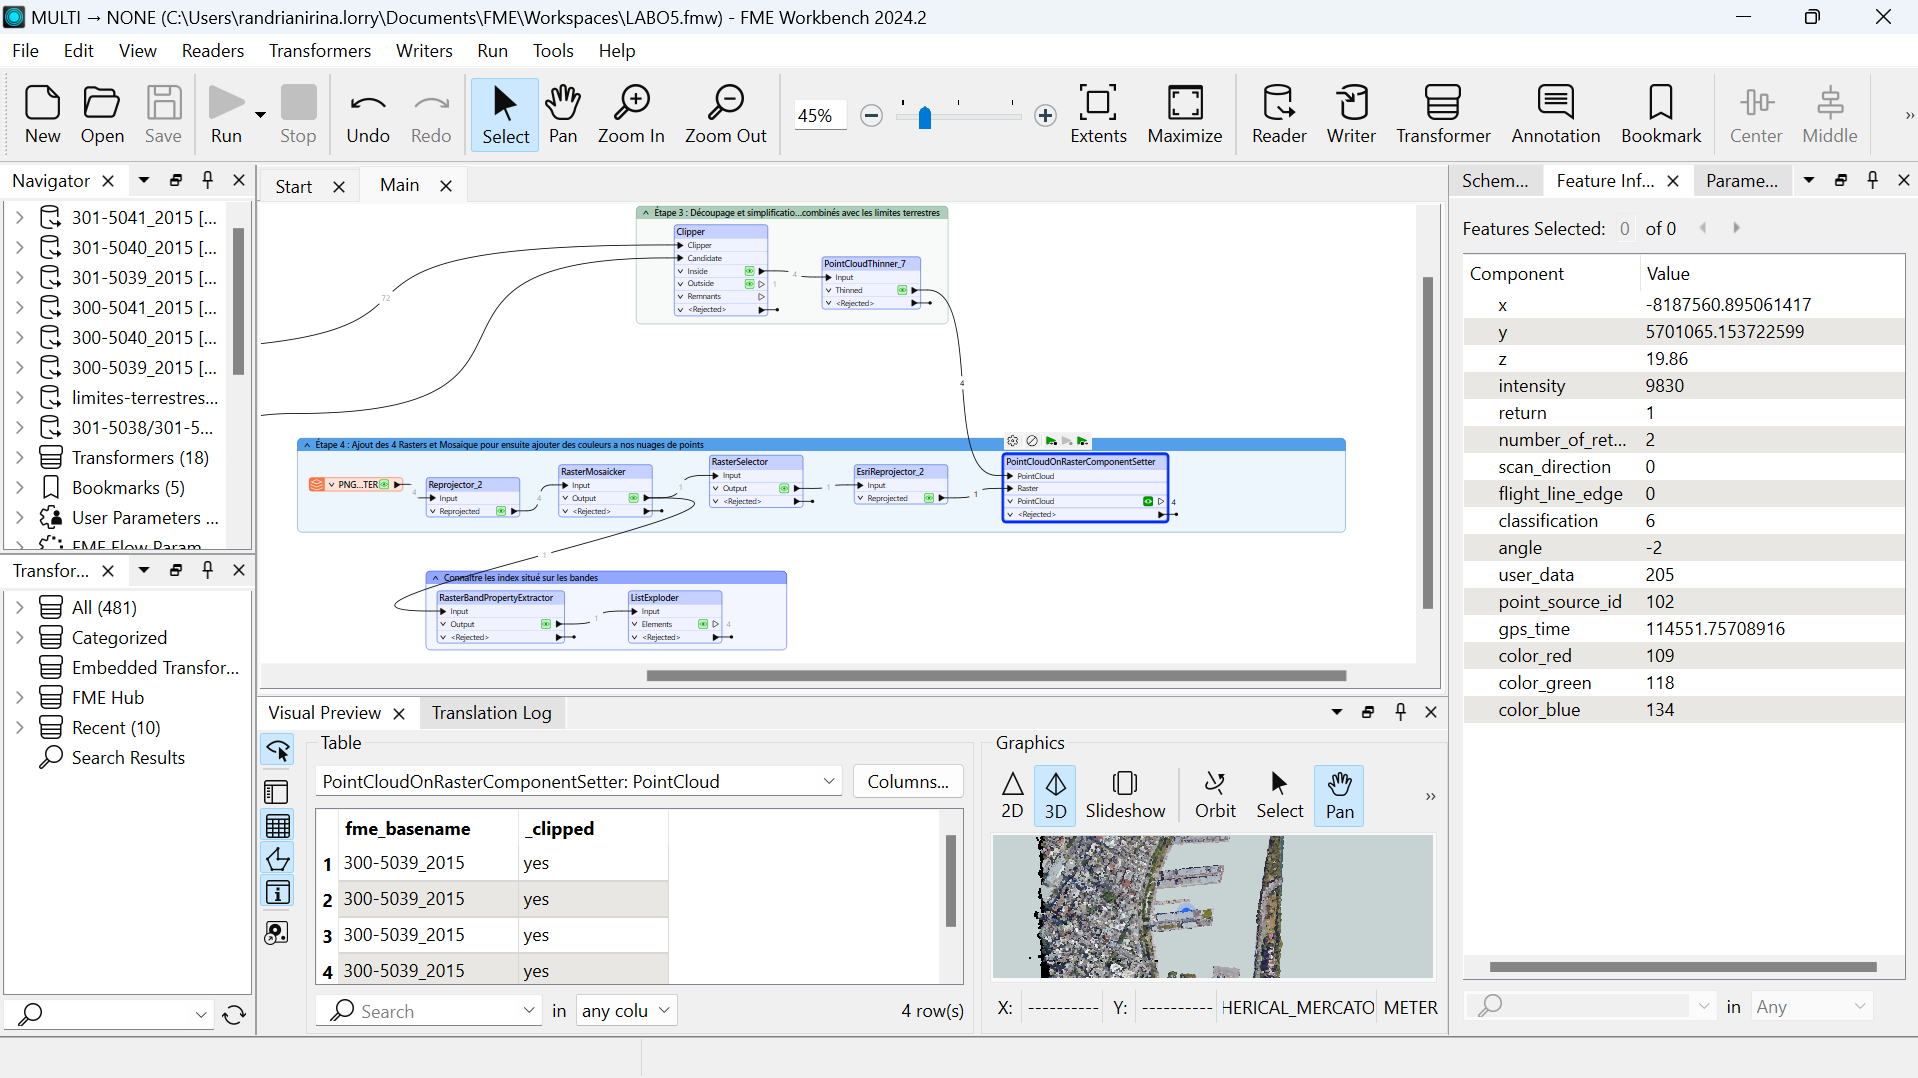 MULTI → NONE (C:\Users\randrianirina.lorry\Documents\FME\Workspaces\LABO5.fmw) - FME Workbench 2024.2
File Edit View Readers Transformers Writers Run Tools Help
New Open Save Run Stop Undo Redo Select Pan Zoom In Zoom Out 45% Extents Maximize Reader Writer Transformer Annotation Bookmark Center Middle »
Navigator
301-5041_2015 [...
301-5040_2015 [...
301-5039_2015 [...
300-5041_2015 [...
300-5040_2015 [...
300-5039_2015 [...
limites-terrestres...
301-5038/301-5...
Transformers (18)
Bookmarks (5)
User Parameters ...
FME Flow Param...
Transfor...
All (481)
Categorized
Embedded Transfor...
FME Hub
Recent (10)
Search Results
Start Main
Étape 3 : Découpage et simplificatio...combinés avec les limites terrestres
Clipper
Clipper
Candidate
Inside
Outside
Remnants
<Rejected>
4
1
72
PointCloudThinner_7
Input
Thinned
<Rejected>
4
Étape 4 : Ajout des 4 Rasters et Mosaïque pour ensuite ajouter des couleurs a nos nuages de points
PNG...TER
4
Reprojector_2
Input
Reprojected
4
RasterMosaicker
Input
Output
<Rejected>
1
RasterSelector
Input
Output
<Rejected>
1
EsriReprojector_2
Input
Reprojected
1
PointCloudOnRasterComponentSetter
PointCloud
Raster
PointCloud
<Rejected>
4
1
Connaître les index situé sur les bandes
RasterBandPropertyExtractor
Input
Output
<Rejected>
1
ListExploder
Input
Elements
<Rejected>
4
Visual Preview Translation Log
Table
PointCloudOnRasterComponentSetter: PointCloud Columns...
fme_basename _clipped
1 300-5039_2015 yes
2 300-5039_2015 yes
3 300-5039_2015 yes
4 300-5039_2015 yes
Search in any colu 4 row(s)
Graphics
2D 3D Slideshow Orbit Select Pan »
X: ---------- Y: ---------- HERICAL_MERCATO METER
Schem... Feature Inf... Parame...
Features Selected: 0 of 0
Component Value
x -8187560.895061417
y 5701065.153722599
z 19.86
intensity 9830
return 1
number_of_ret... 2
scan_direction 0
flight_line_edge 0
classification 6
angle -2
user_data 205
point_source_id 102
gps_time 114551.75708916
color_red 109
color_green 118
color_blue 134
in Any